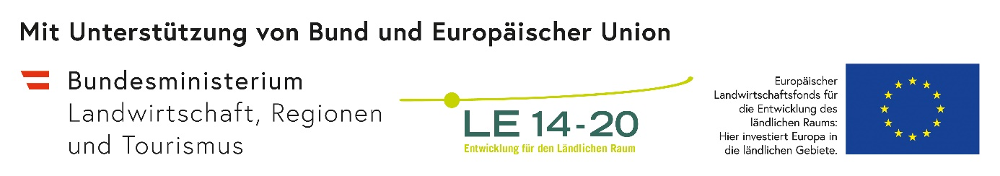 Mit Unterstützung von Bund und Europäischer Union
Bundesministerium
Landwirtschaft, Regionen
und Tourismus
LE 14-20
Entwicklung für den Ländlichen Raum
Europäischer
Landwirtschaftsfonds für
die Entwicklung des
ländlichen Raums:
Hier investiert Europa in
die ländlichen Gebiete.